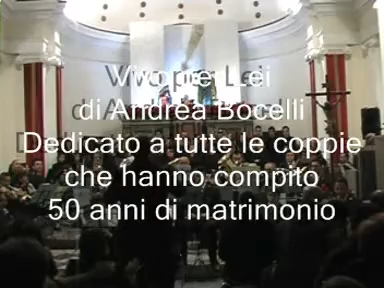 Vivo per Lei
di Andrea Bocelli
Dedicato a tutte le coppie
che hanno compito
50 anni di matrimonio